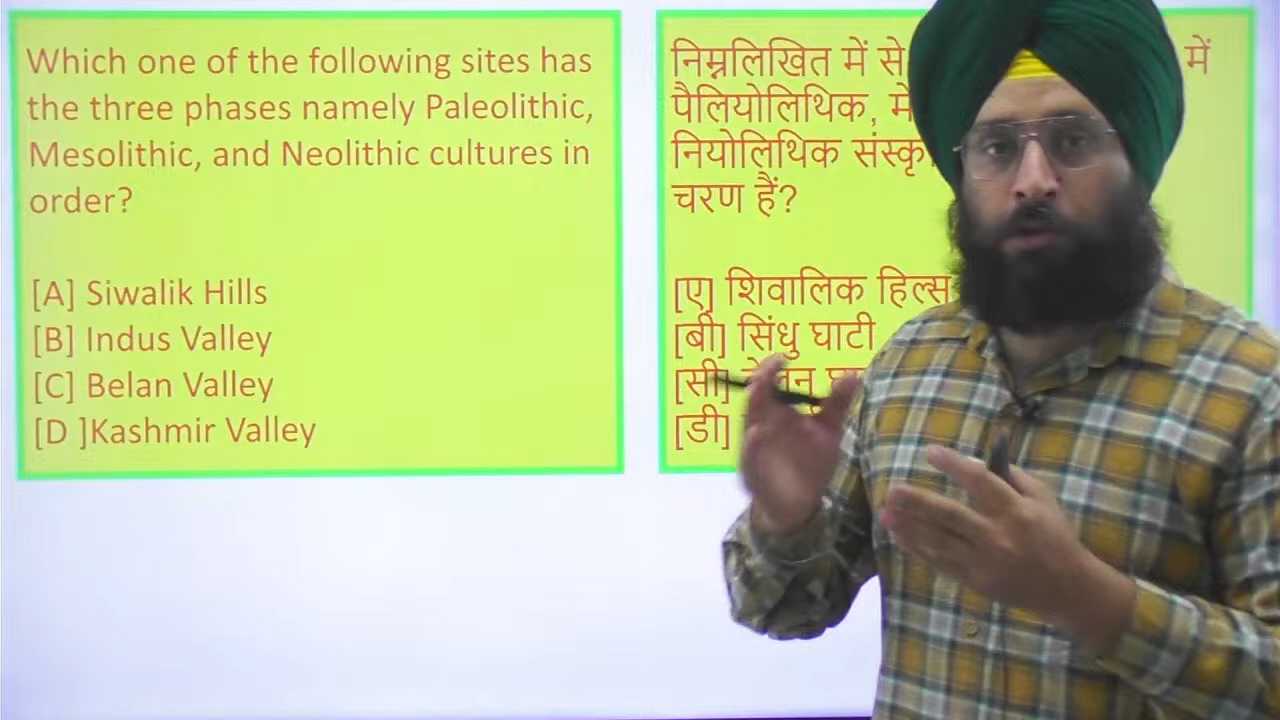 Which one of the following sites has
the three phases namely Paleolithic,
Mesolithic, and Neolithic cultures in
order?
[A] Siwalik Hills
[B] Indus Valley
[C] Belan Valley
[D ]Kashmir Valley
निम्नलिखित में से में
पैलियोलिथिक,
नियोलिथिक
चरण हैं?
[ए] शिवालिक हिल्स
[बी] सिंधु घाटी
[सी]
[डी]